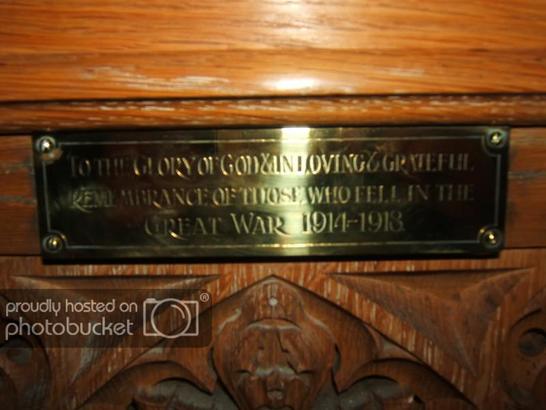 TO THE GLORY OF GOD & IN LOVING & GRATEFUL
REMEMBRANCE OF THOSE WHO FELL IN THE
GREAT WAR 1914-1918.
proudly hosted on
photobucket®